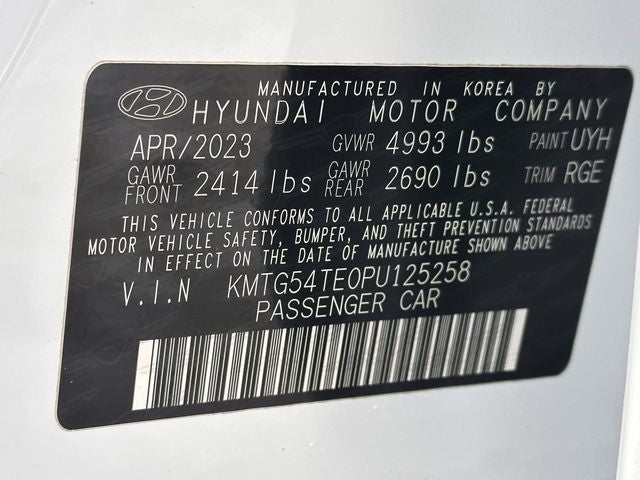 MANUFACTURED IN KOREA BY
HYUNDAI MOTOR COMPANY
APR/2023 GVWR 4993 lbs PAINT UYH
GAWR FRONT 2414 lbs GAWR REAR 2690 lbs TRIM RGE
THIS VEHICLE CONFORMS TO ALL APPLICABLE U.S.A. FEDERAL
MOTOR VEHICLE SAFETY, BUMPER, AND THEFT PREVENTION STANDARDS
IN EFFECT ON THE DATE OF MANUFACTURE SHOWN ABOVE
V.I.N KMTG54TE0PU125258
PASSENGER CAR